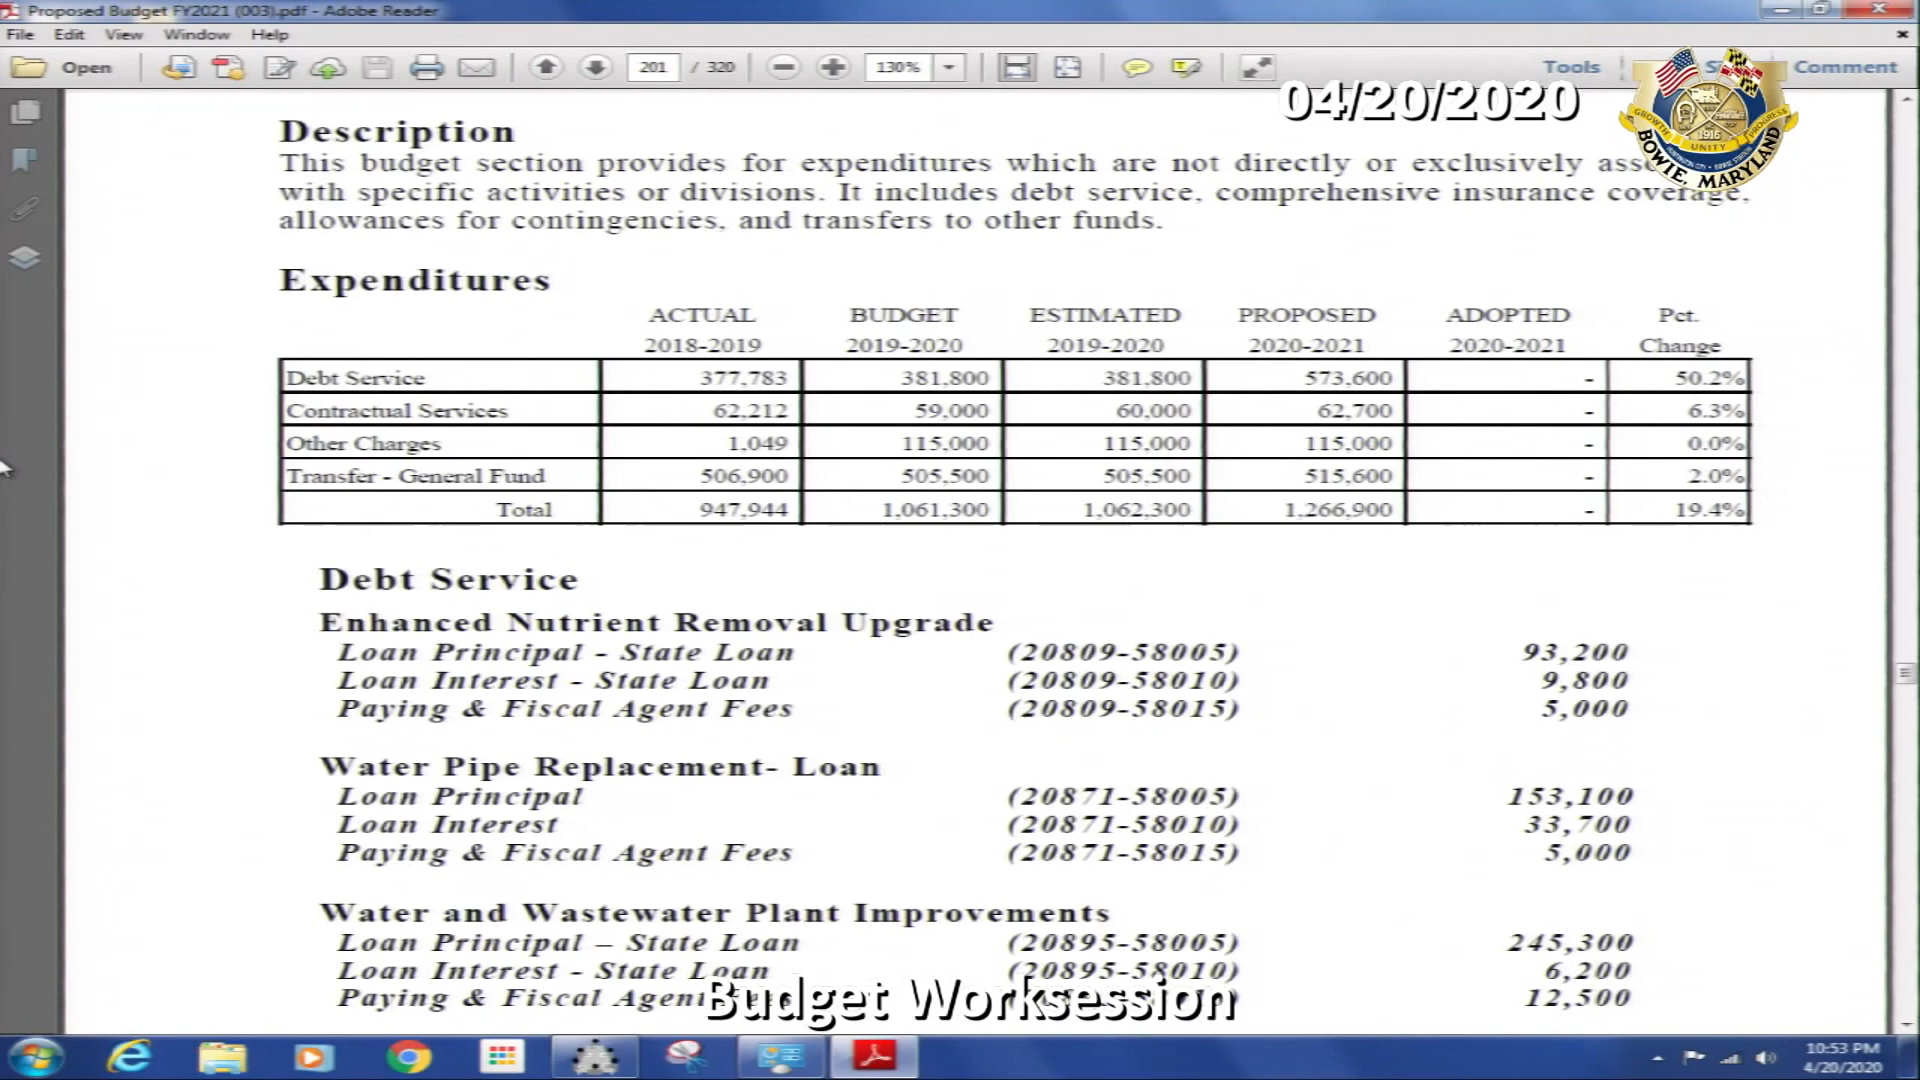 Proposed Budget FY2021 (003).pdf - Adobe Reader
File Edit View Window Help
Open 201 / 320 130% Tools Comment
04/20/2020
GROWTH PROGRESS
1916
UNITY
BOWIE, MARYLAND
Description
This budget section provides for expenditures which are not directly or exclusively
with specific activities or divisions. It includes debt service, comprehensive insurance coverage,
allowances for contingencies, and transfers to other funds.
Expenditures
ACTUAL BUDGET ESTIMATED PROPOSED ADOPTED Pct.
2018-2019 2019-2020 2019-2020 2020-2021 2020-2021 Change
Debt Service 377,783 381,800 381,800 573,600 - 50.2%
Contractual Services 62,212 59,000 60,000 62,700 - 6.3%
Other Charges 1,049 115,000 115,000 115,000 - 0.0%
Transfer - General Fund 506,900 505,500 505,500 515,600 - 2.0%
Total 947,944 1,061,300 1,062,300 1,266,900 - 19.4%
Debt Service
Enhanced Nutrient Removal Upgrade
Loan Principal - State Loan (20809-58005) 93,200
Loan Interest - State Loan (20809-58010) 9,800
Paying & Fiscal Agent Fees (20809-58015) 5,000
Water Pipe Replacement- Loan
Loan Principal (20871-58005) 153,100
Loan Interest (20871-58010) 33,700
Paying & Fiscal Agent Fees (20871-58015) 5,000
Water and Wastewater Plant Improvements
Loan Principal – State Loan (20895-58005) 245,300
Loan Interest - State Loan (20895-58010) 6,200
Paying & Fiscal Agent 12,500
Budget Worksession
10:53 PM
4/20/2020